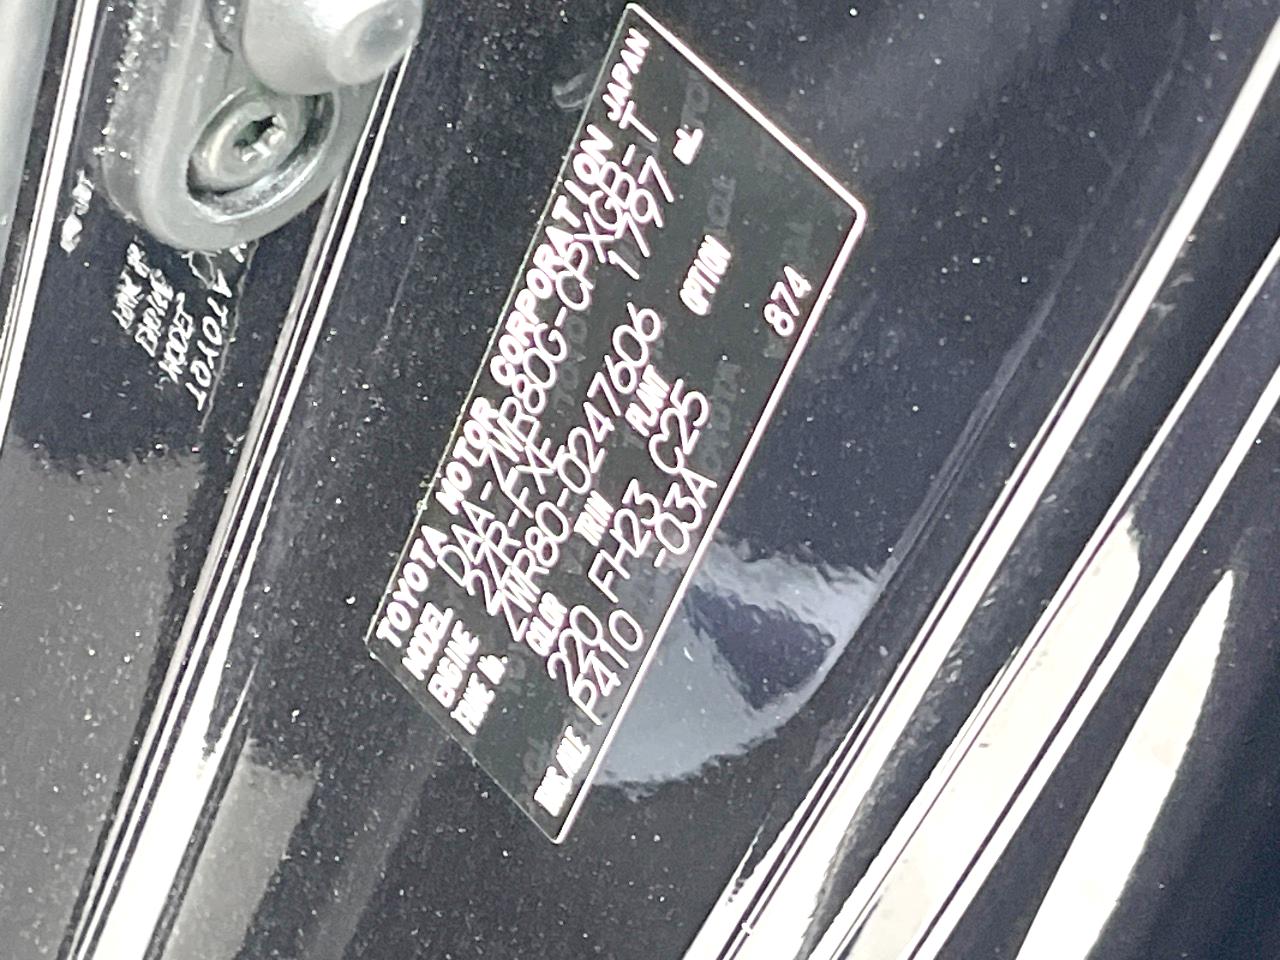 TOYOTA MOTOR CORPORATION JAPAN
MODEL DAA-ZWR80G-CPXGB-T
ENGINE 2ZR-FXE 1797 mL
FRAME No. ZWR80-0247606
COLOR TRIM PLANT OPTION
220 FH23 C25 874
TRANS/AXLE P410 -03A